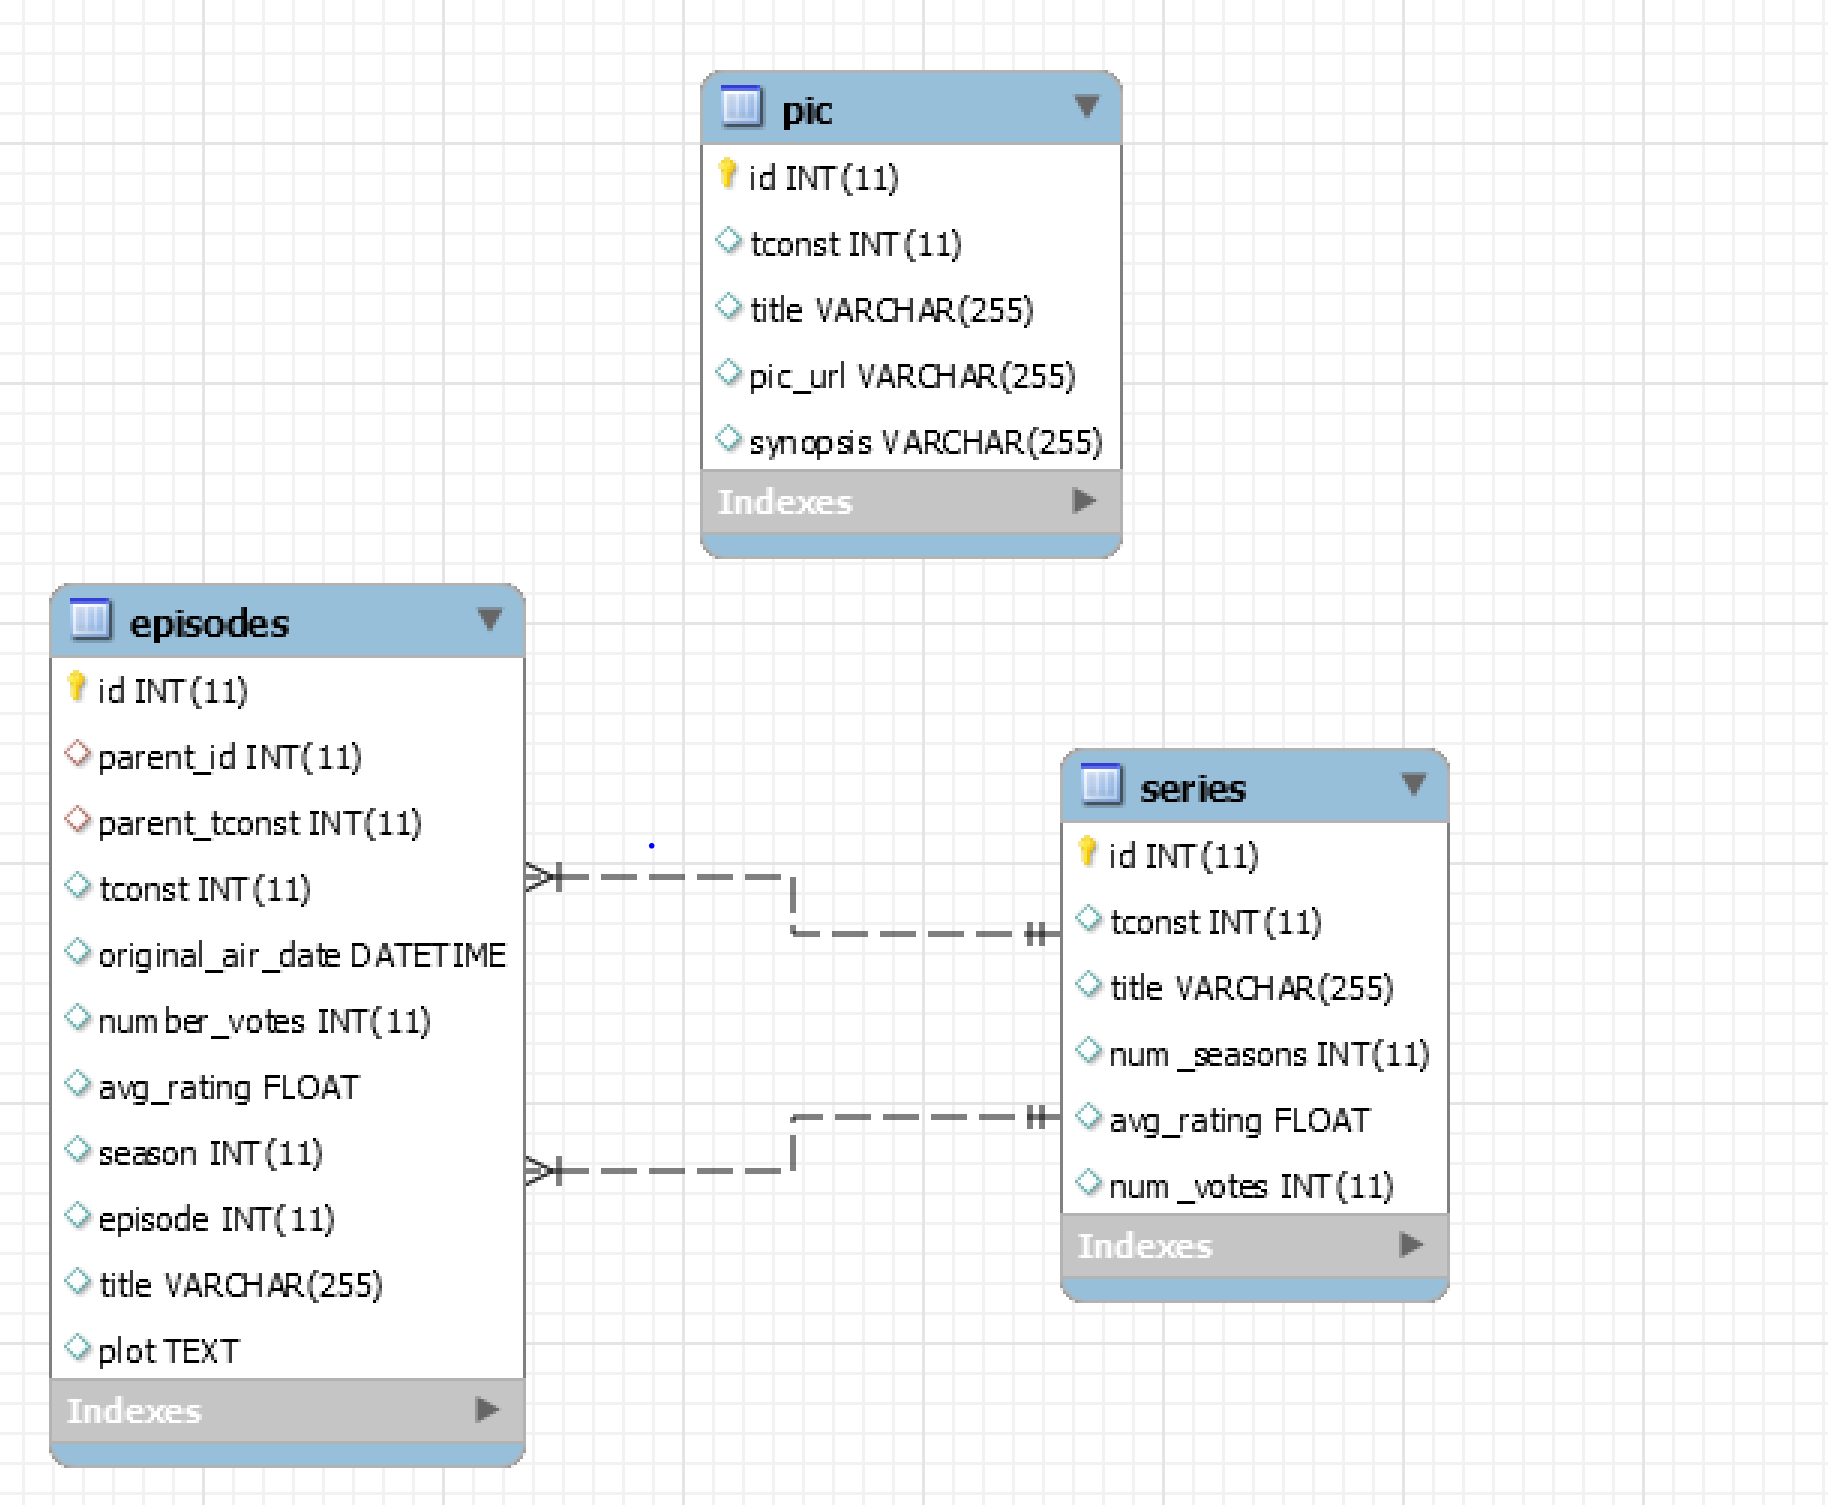 pic
id INT(11)
tconst INT(11)
title VARCHAR(255)
pic_url VARCHAR(255)
synopsis VARCHAR(255)
Indexes
episodes
id INT(11)
parent_id INT(11)
parent_tconst INT(11)
tconst INT(11)
original_air_date DATETIME
number_votes INT(11)
avg_rating FLOAT
season INT(11)
episode INT(11)
title VARCHAR(255)
plot TEXT
Indexes
series
id INT(11)
tconst INT(11)
title VARCHAR(255)
num_seasons INT(11)
avg_rating FLOAT
num_votes INT(11)
Indexes